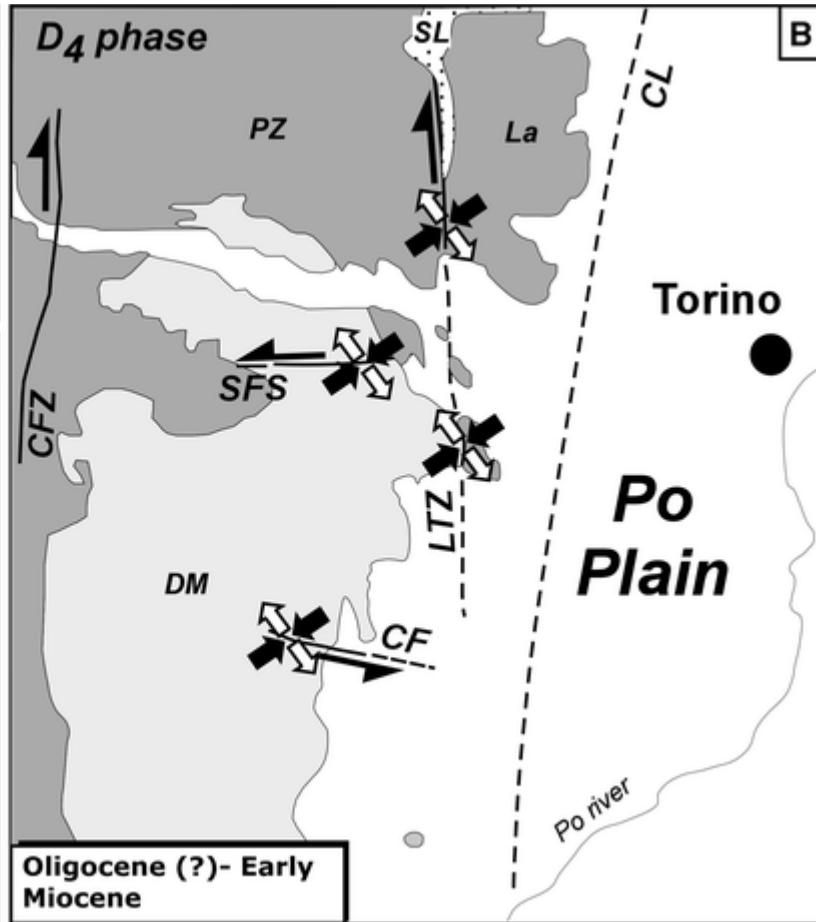 D4 phase
SL
B
CL
PZ
La
Torino
SFS
CFZ
LTZ
Po
Plain
DM
CF
Po river
Oligocene (?)- Early
Miocene